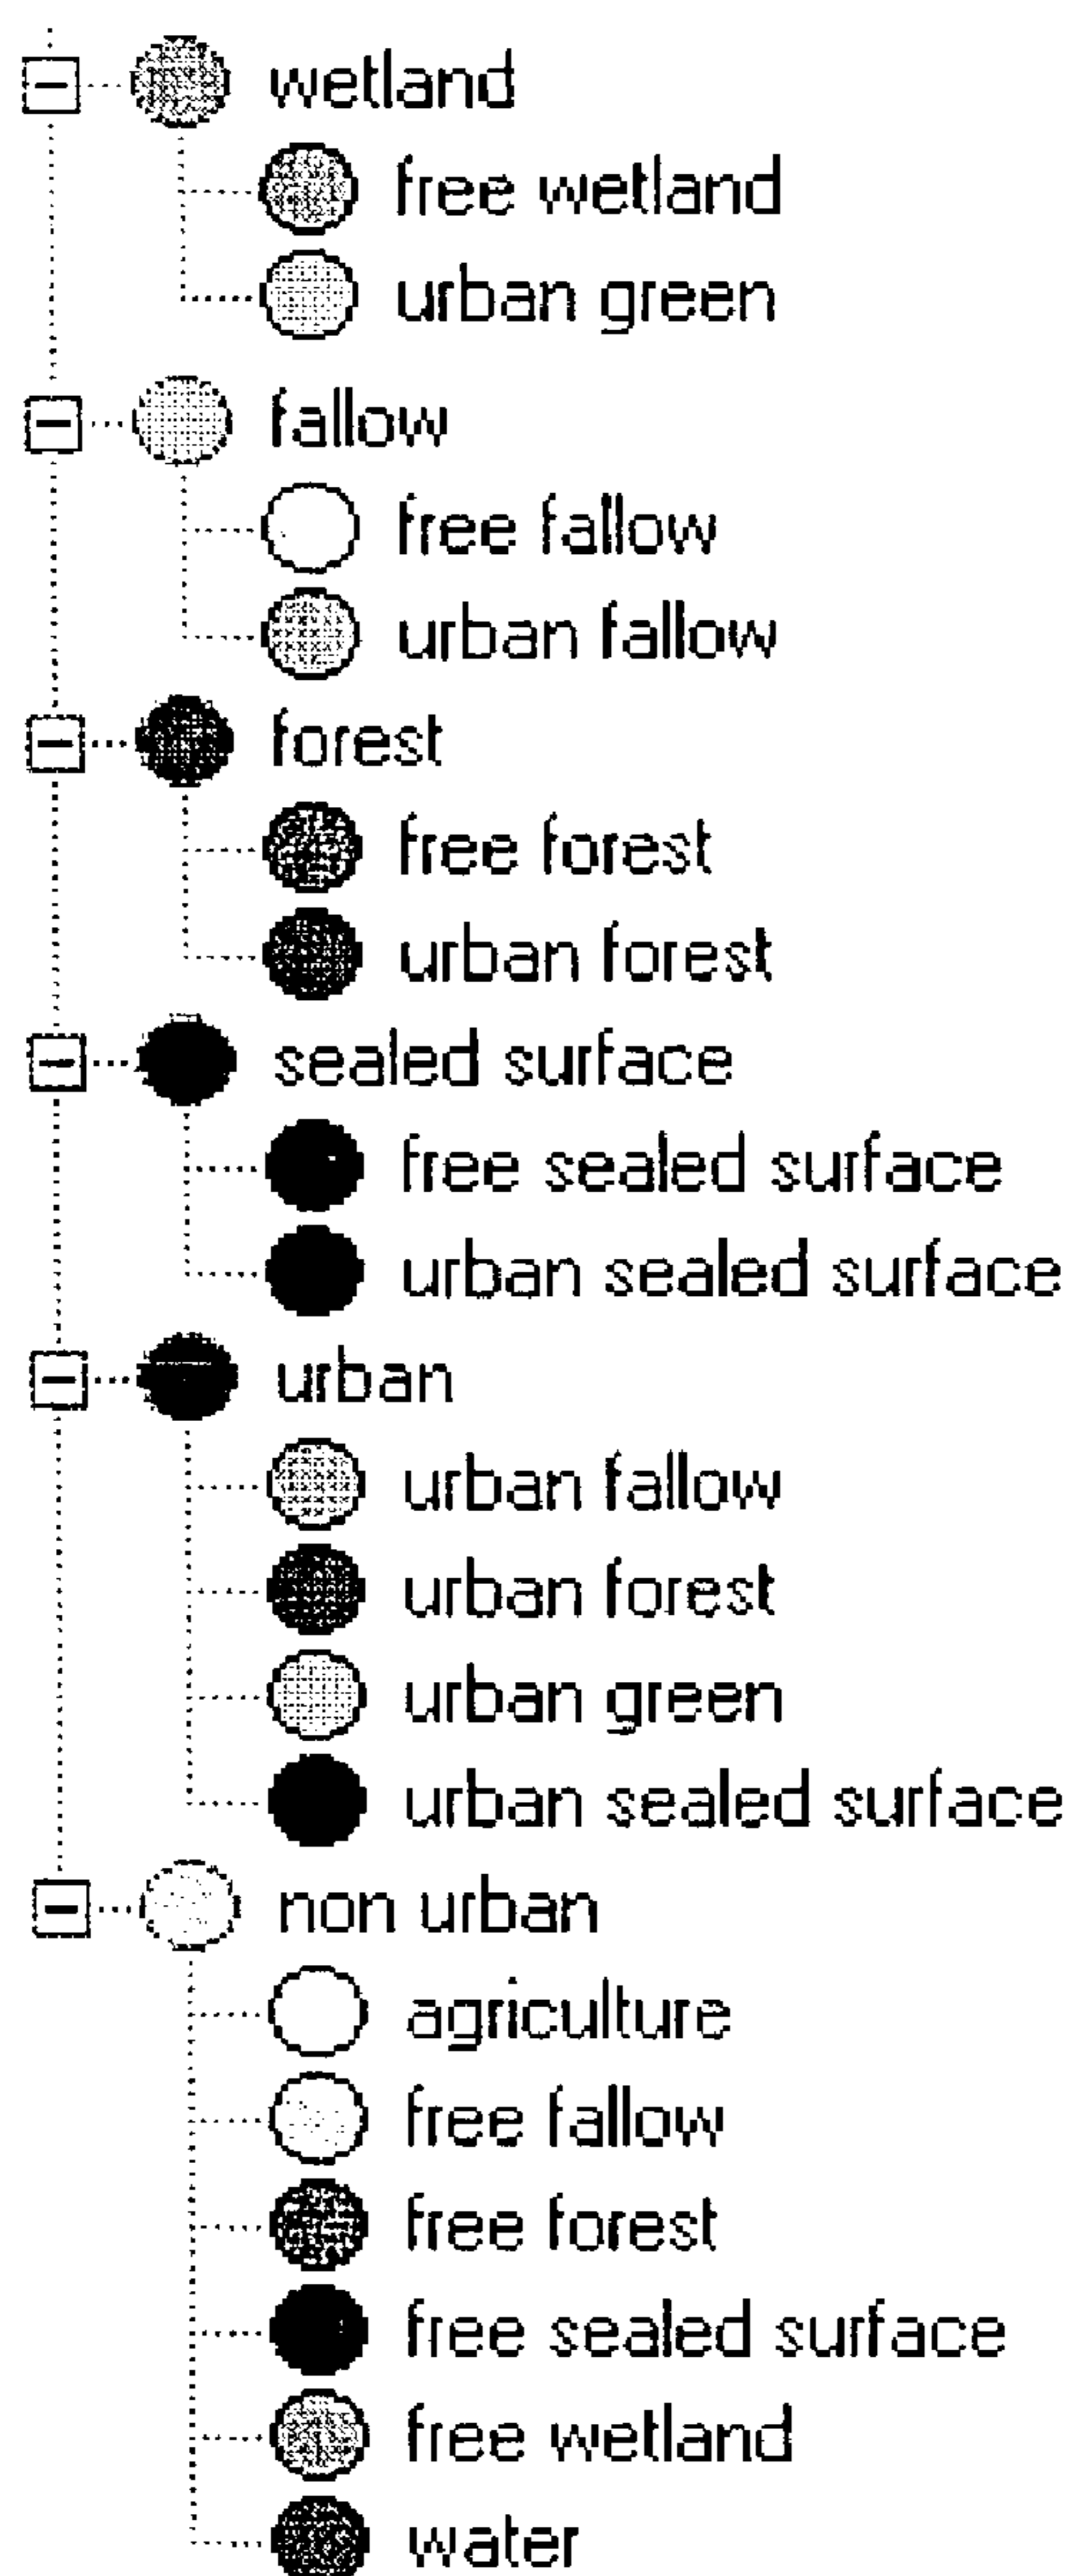 wetland
free wetland
urban green
fallow
free fallow
urban fallow
forest
free forest
urban forest
sealed surface
free sealed surface
urban sealed surface
urban
urban fallow
urban forest
urban green
urban sealed surface
non urban
agriculture
free fallow
free forest
free sealed surface
free wetland
water